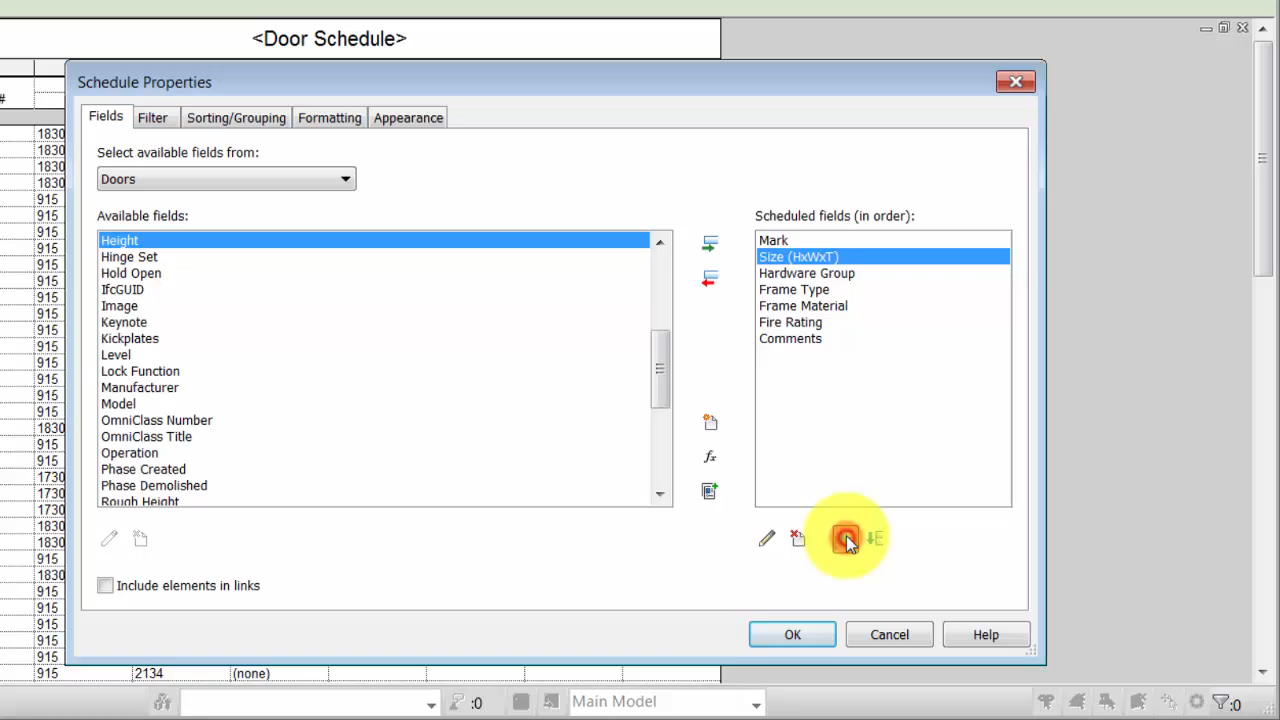 <Door Schedule>
Schedule Properties
Fields Filter Sorting/Grouping Formatting Appearance
Select available fields from:
Doors
Available fields:
Height
Hinge Set
Hold Open
IfcGUID
Image
Keynote
Kickplates
Level
Lock Function
Manufacturer
Model
OmniClass Number
OmniClass Title
Operation
Phase Created
Phase Demolished
Rough Height
Scheduled fields (in order):
Mark
Size (HxWxT)
Hardware Group
Frame Type
Frame Material
Fire Rating
Comments
fx
Include elements in links
OK Cancel Help
#
1830
1830
1830
1830
915
915
915
915
915
915
915
915
915
915
915
915
915
915
1830
915
915
1730
1730
1730
1830
1830
915
1830
915
915
915
915
915
915 2134 (none)
:0 Main Model :0